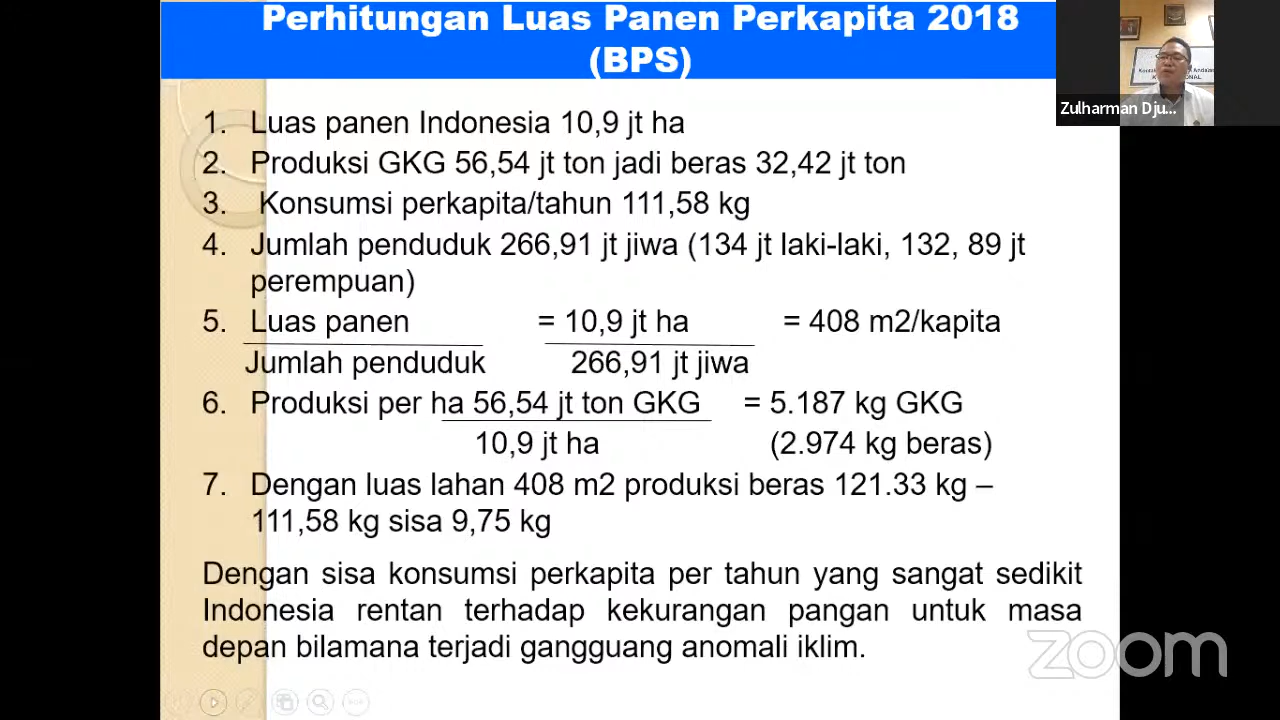 Perhitungan Luas Panen Perkapita 2018
(BPS)
Zulharman Dju...
1. Luas panen Indonesia 10,9 jt ha
2. Produksi GKG 56,54 jt ton jadi beras 32,42 jt ton
3. Konsumsi perkapita/tahun 111,58 kg
4. Jumlah penduduk 266,91 jt jiwa (134 jt laki-laki, 132, 89 jt
perempuan)
5. Luas panen = 10,9 jt ha = 408 m2/kapita
Jumlah penduduk 266,91 jt jiwa
6. Produksi per ha 56,54 jt ton GKG = 5.187 kg GKG
10,9 jt ha (2.974 kg beras)
7. Dengan luas lahan 408 m2 produksi beras 121.33 kg –
111,58 kg sisa 9,75 kg
Dengan sisa konsumsi perkapita per tahun yang sangat sedikit
Indonesia rentan terhadap kekurangan pangan untuk masa
depan bilamana terjadi gangguang anomali iklim.
zoom